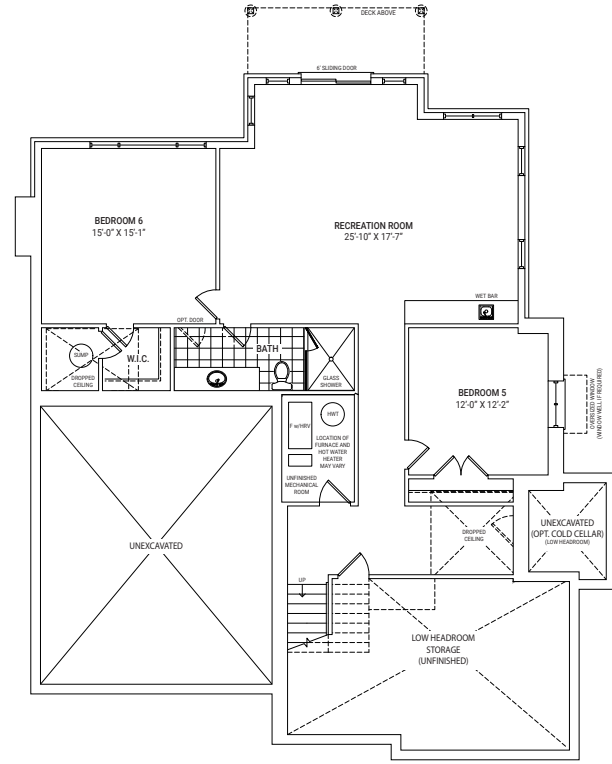 DECK ABOVE
6' SLIDING DOOR
BEDROOM 6
15'-0" X 15'-1"
RECREATION ROOM
25'-10 X 17'-7"
WET BAR
OPT. DOOR
SUMP
DROPPED
CEILING
W.I.C.
BATH
GLASS
SHOWER
BEDROOM 5
12'-0" X 12'-2"
OVERSIZED WINDOW
(WINDOW WELL IF REQUIRED)
F w/HRV
HWT
LOCATION OF
FURNACE AND
HOT WATER
HEATER
MAY VARY
UNFINISHED
MECHANICAL
ROOM
UNEXCAVATED
DROPPED
CEILING
UNEXCAVATED
(OPT. COLD CELLAR)
(LOW HEADROOM)
UP
LOW HEADROOM
STORAGE
(UNFINISHED)